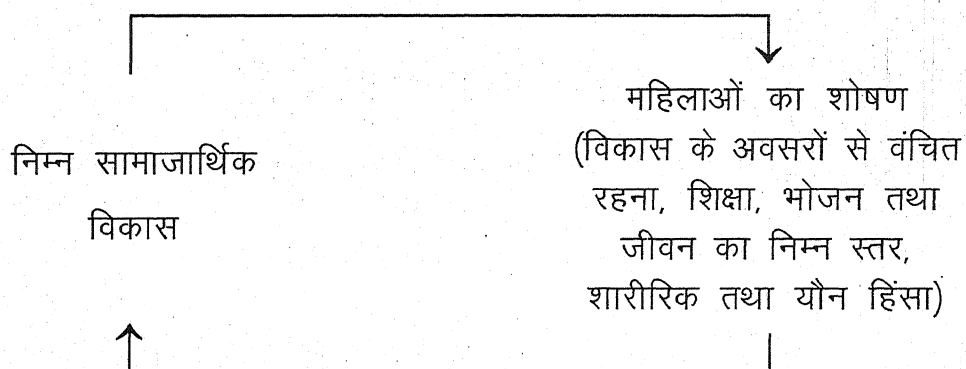 निम्न सामाजार्थिक
विकास
महिलाओं का शोषण
(विकास के अवसरों से वंचित
रहना, शिक्षा, भोजन तथा
जीवन का निम्न स्तर,
शारीरिक तथा यौन हिंसा)